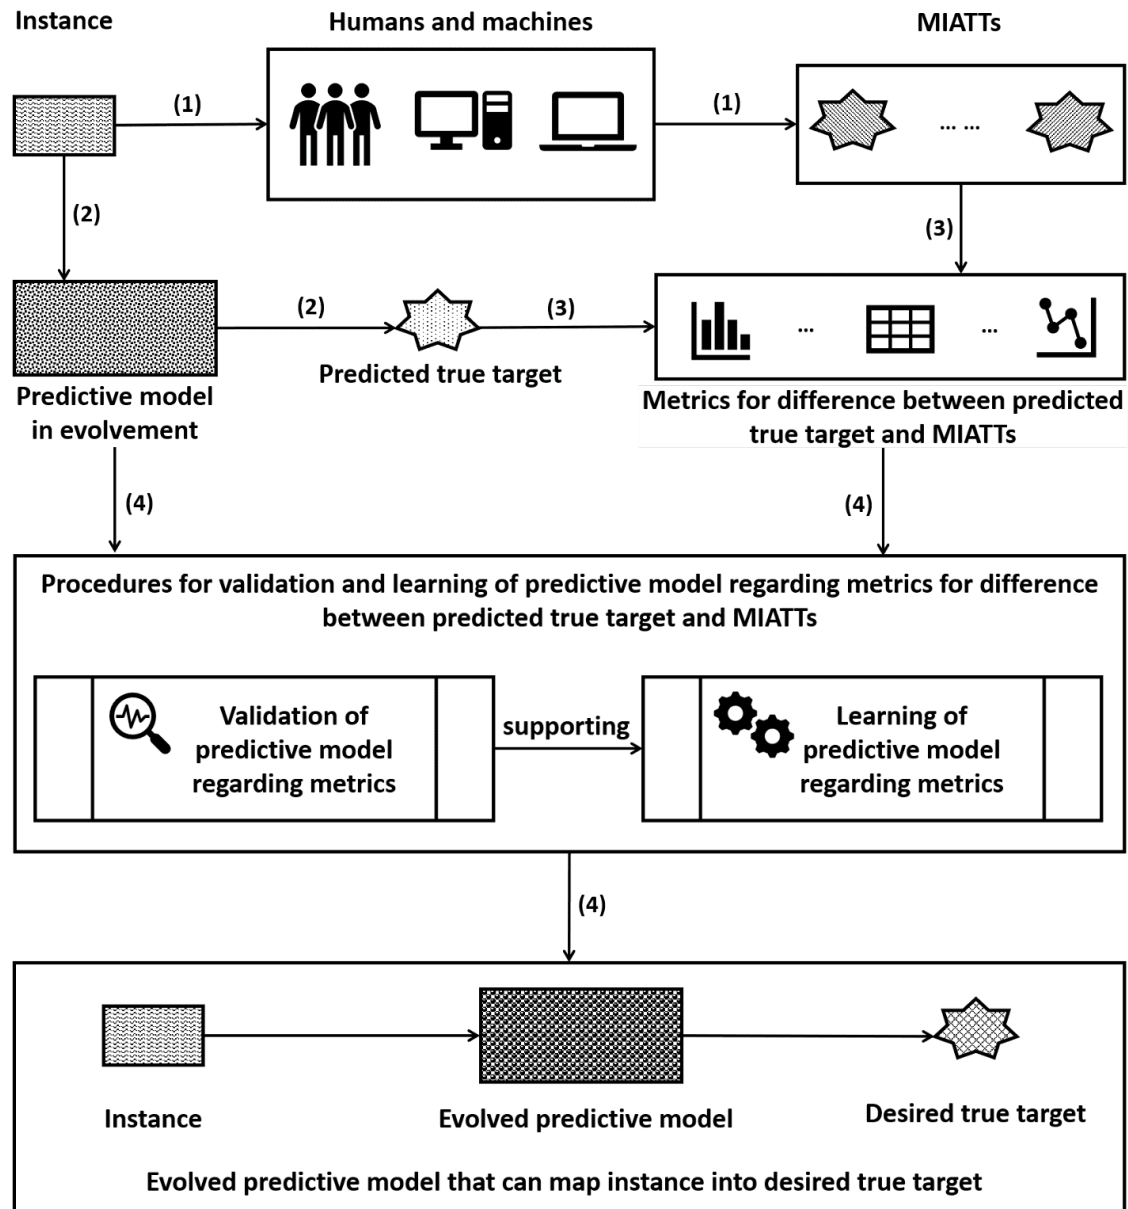 Instance
Humans and machines
MIATTs
(1)
(1)
... ...
(2)
(3)
(2)
(3)
... 
...
Predicted true target
Predictive model
in evolvement
Metrics for difference between predicted
true target and MIATTs
(4)
(4)
Procedures for validation and learning of predictive model regarding metrics for difference
between predicted true target and MIATTs
Validation of
predictive model
regarding metrics
supporting
Learning of
predictive model
regarding metrics
(4)
Instance
Evolved predictive model
Desired true target
Evolved predictive model that can map instance into desired true target